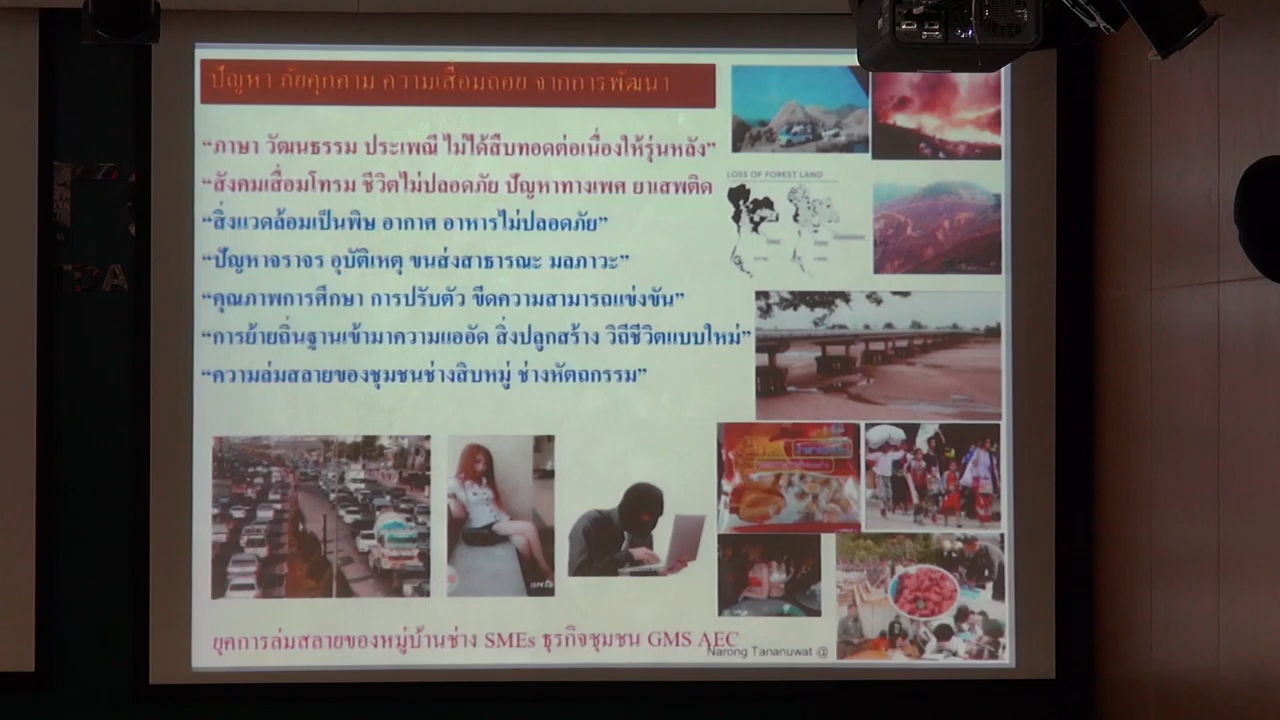 ปัญหา ภัยคุกคาม ความเสื่อมถอย จากการพัฒนา
“ภาษา วัฒนธรรม ประเพณี ไม่ได้สืบทอดต่อเนื่องให้รุ่นหลัง”
“สังคมเสื่อมโทรม ชีวิตไม่ปลอดภัย ปัญหาทางเพศ ยาเสพติด
“สิ่งแวดล้อมเป็นพิษ อากาศ อาหารไม่ปลอดภัย”
“ปัญหาจราจร อุบัติเหตุ ขนส่งสาธารณะ มลภาวะ”
“คุณภาพการศึกษา การปรับตัว ขีดความสามารถแข่งขัน”
“การย้ายถิ่นฐานเข้ามาความแออัด สิ่งปลูกสร้าง วิถีชีวิตแบบใหม่”
“ความล่มสลายของชุมชนช่างสิบหมู่ ช่างหัตถกรรม”
LOSS OF FOREST LAND
ยุคการล่มสลายของหมู่บ้านช่าง SMEs ธุรกิจชุมชน GMS AEC
Narong Tananuwat @